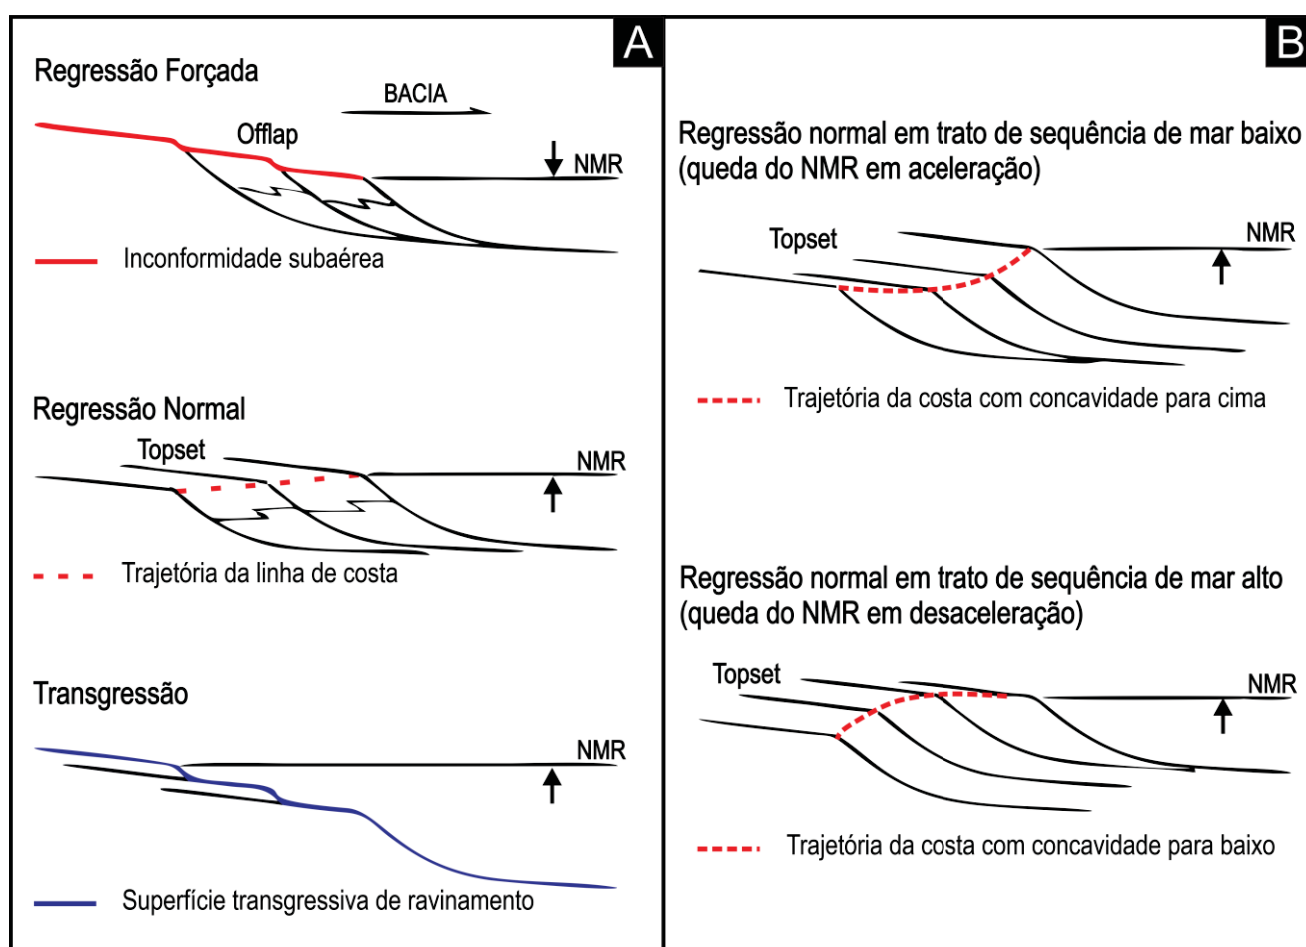 A
Regressão Forçada
BACIA
Offlap
NMR
Inconformidade subaérea
Regressão Normal
Topset
NMR
Trajetória da linha de costa
Transgressão
NMR
Superfície transgressiva de ravinamento
B
Regressão normal em trato de sequência de mar baixo
(queda do NMR em aceleração)
Topset
NMR
Trajetória da costa com concavidade para cima
Regressão normal em trato de sequência de mar alto
(queda do NMR em desaceleração)
Topset
NMR
Trajetória da costa com concavidade para baixo